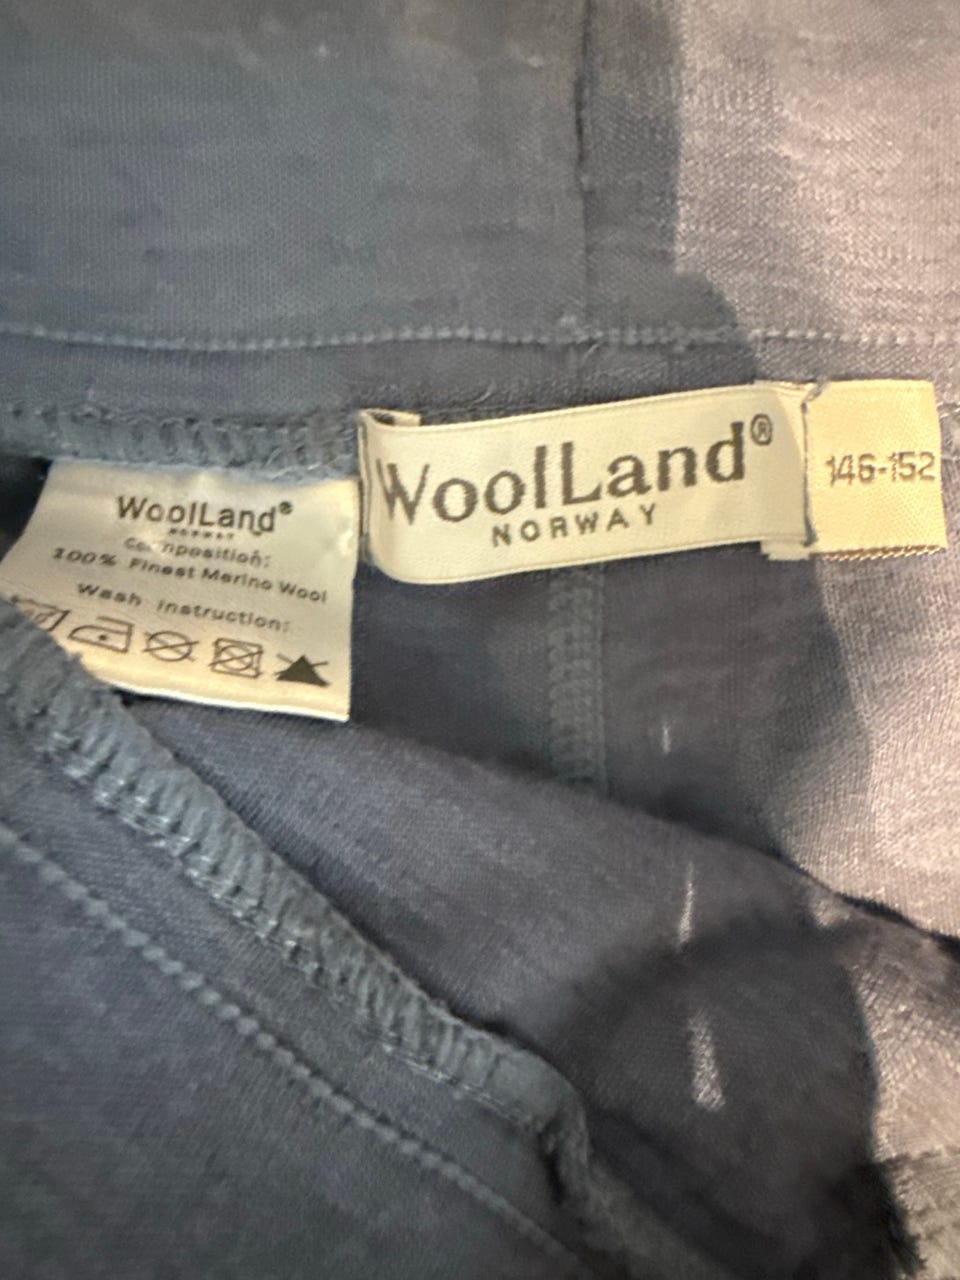 WoolLand®
NORWAY
146-152
WoolLand®
NORWAY
Composition:
100% Finest Merino Wool
Wash instruction: